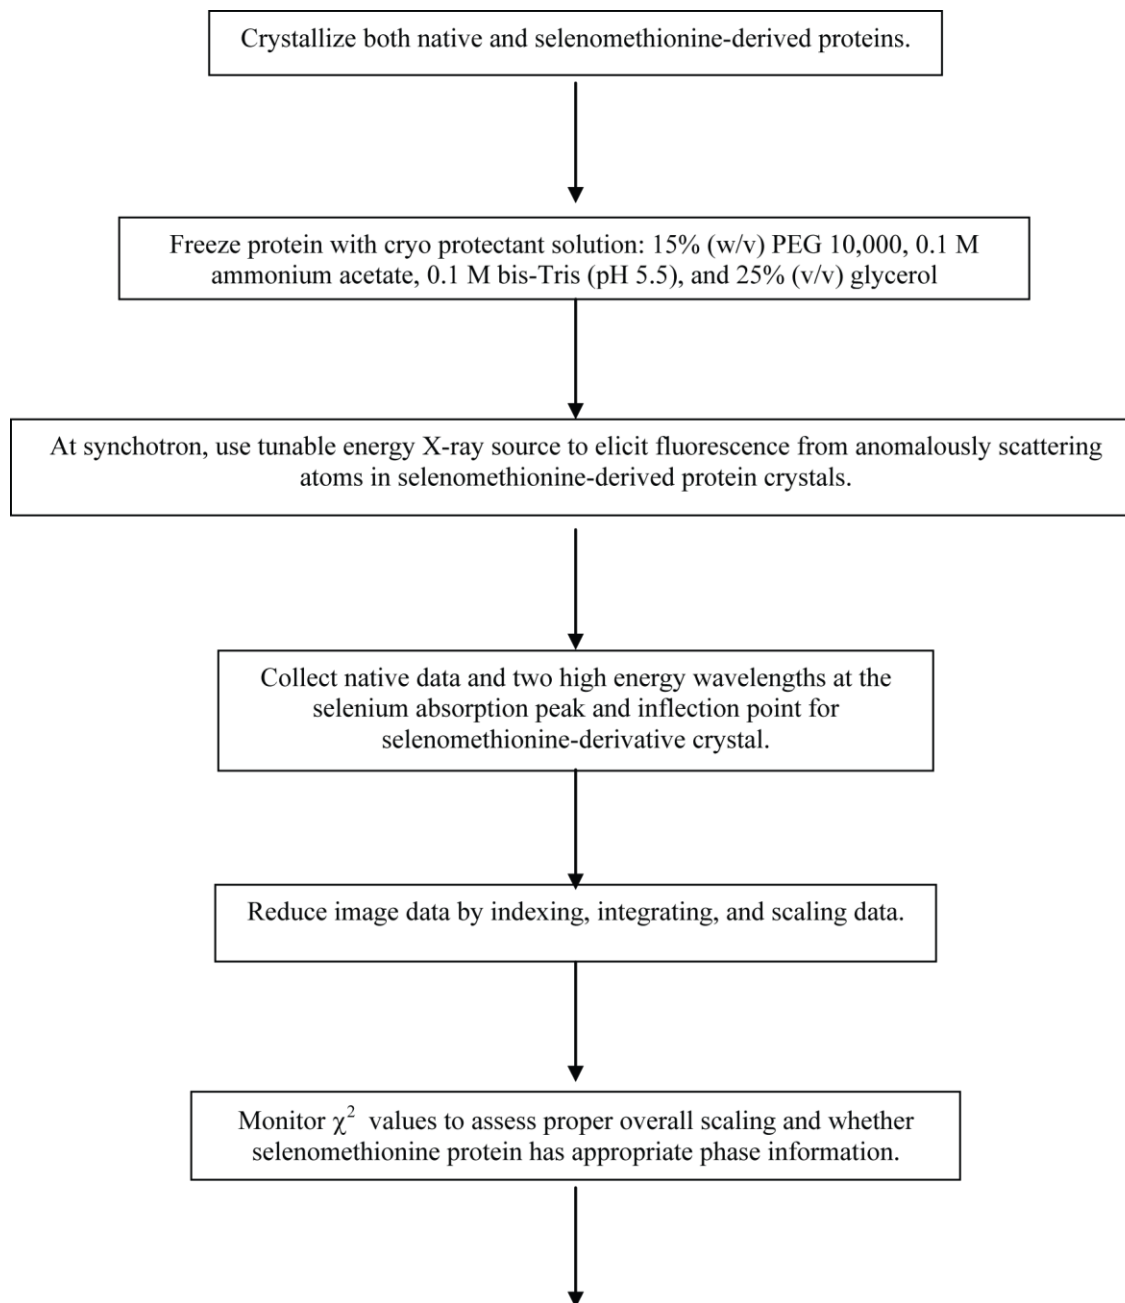 Crystallize both native and selenomethionine-derived proteins.
Freeze protein with cryo protectant solution: 15% (w/v) PEG 10,000, 0.1 M
ammonium acetate, 0.1 M bis-Tris (pH 5.5), and 25% (v/v) glycerol
At synchotron, use tunable energy X-ray source to elicit fluorescence from anomalously scattering
atoms in selenomethionine-derived protein crystals.
Collect native data and two high energy wavelengths at the
selenium absorption peak and inflection point for
selenomethionine-derivative crystal.
Reduce image data by indexing, integrating, and scaling data.
Monitor χ² values to assess proper overall scaling and whether
selenomethionine protein has appropriate phase information.